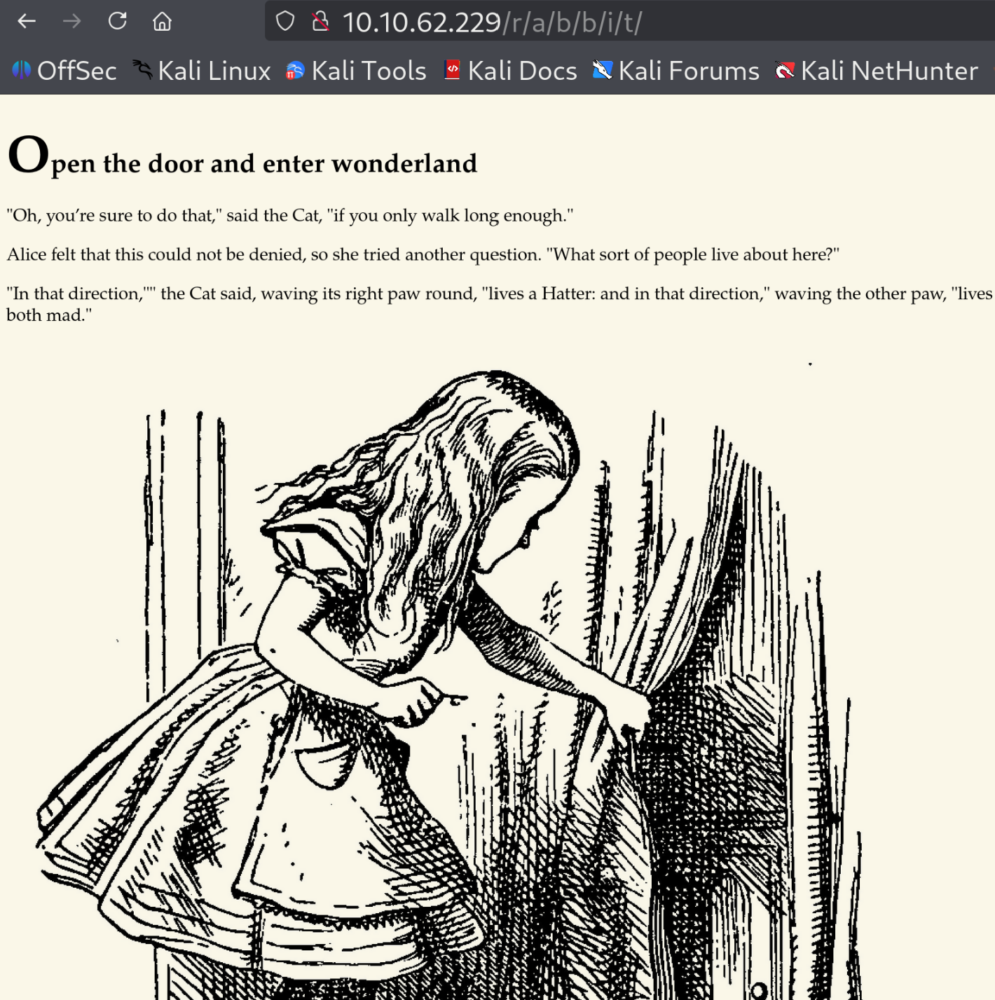 10.10.62.229/r/a/b/b/i/t/
OffSec Kali Linux Kali Tools Kali Docs Kali Forums Kali NetHunter
Open the door and enter wonderland
"Oh, you’re sure to do that," said the Cat, "if you only walk long enough."
Alice felt that this could not be denied, so she tried another question. "What sort of people live about here?"
"In that direction,"" the Cat said, waving its right paw round, "lives a Hatter: and in that direction," waving the other paw, "lives
both mad."